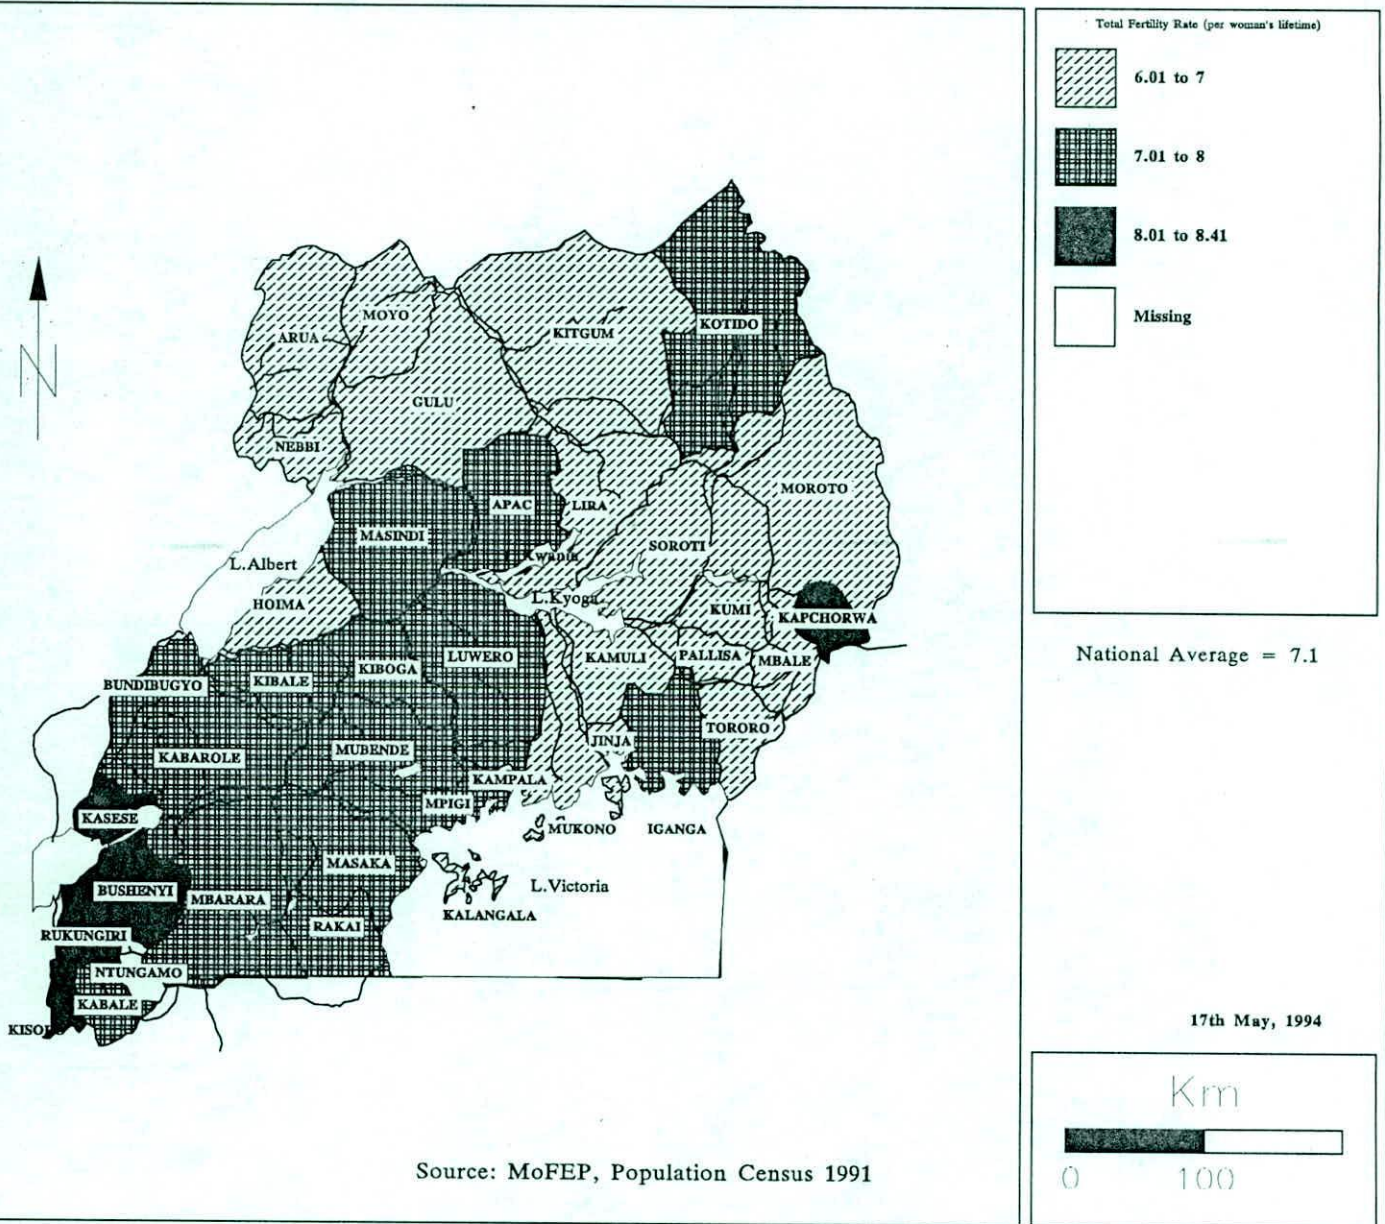 Total Fertility Rate (per woman's lifetime)
6.01 to 7
7.01 to 8
8.01 to 8.41
Missing
N
ARUA
MOYO
KITGUM
KOTIDO
GULU
NEBBI
MOROTO
APAC
LIRA
MASINDI
SOROTI
Kwania
L.Albert
L.Kyoga
HOIMA
KUMI
KAPCHORWA
LUWERO
KAMULI
PALLISA
MBALE
KIBOGA
KIBALE
BUNDIBUGYO
TORORO
JINJA
MUBENDE
KABAROLE
KAMPALA
MPIGI
KASESE
MUKONO
IGANGA
MASAKA
L.Victoria
BUSHENYI
MBARARA
KALANGALA
RAKAI
RUKUNGIRI
NTUNGAMO
KABALE
KISO
National Average = 7.1
17th May, 1994
Km
0 100
Source: MoFEP, Population Census 1991